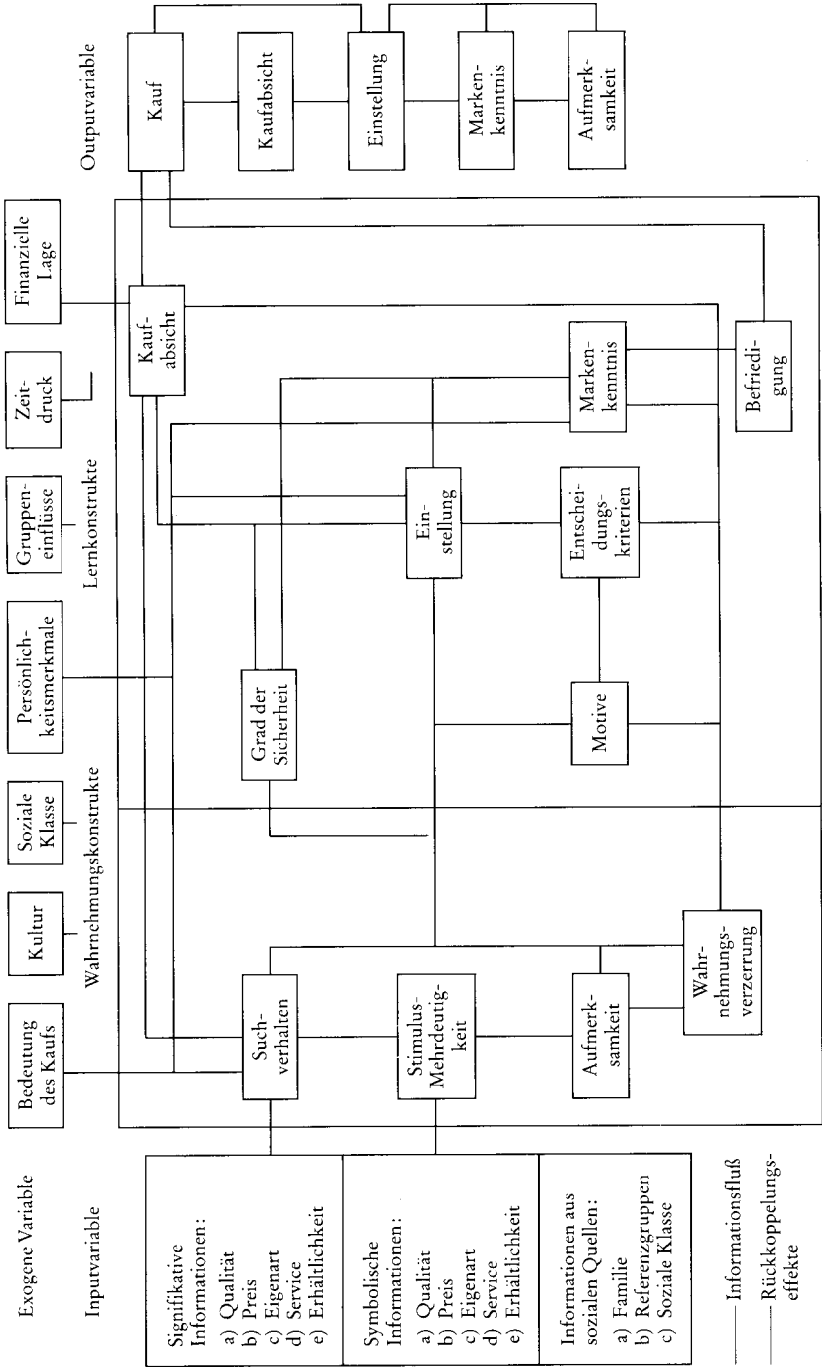 Exogene Variable
Bedeutung
des Kaufs
Kultur
Soziale
Klasse
Persönlich-
keitsmerkmale
Gruppen-
einflüsse
Zeit-
druck
Finanzielle
Lage
Inputvariable
Wahrnehmungskonstrukte
Lernkonstrukte
Outputvariable
Signifikative
Informationen:
a) Qualität
b) Preis
c) Eigenart
d) Service
e) Erhältlichkeit
Symbolische
Informationen:
a) Qualität
b) Preis
c) Eigenart
d) Service
e) Erhältlichkeit
Informationen aus
sozialen Quellen:
a) Familie
b) Referenzgruppen
c) Soziale Klasse
Such-
verhalten
Stimulus-
Mehrdeutig-
keit
Aufmerk-
samkeit
Wahr-
nehmungs-
verzerrung
Grad der
Sicherheit
Motive
Ein-
stellung
Entschei-
dungs-
kriterien
Kauf-
absicht
Marken-
kenntnis
Befriedi-
gung
Kauf
Kaufabsicht
Einstellung
Marken-
kenntnis
Aufmerk-
samkeit
Informationsfluß
Rückkoppelungs-
effekte